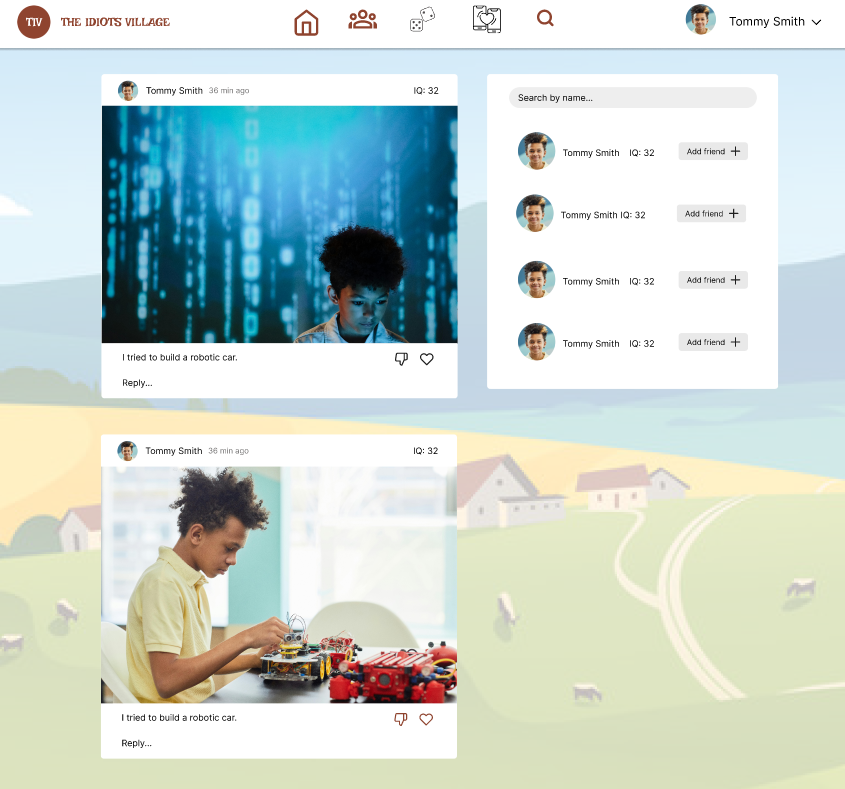 TIV THE IDIOTS VILLAGE Tommy Smith
Tommy Smith 36 min ago IQ: 32
I tried to build a robotic car.
Reply...
Search by name...
Tommy Smith IQ: 32 Add friend
Tommy Smith IQ: 32 Add friend
Tommy Smith IQ: 32 Add friend
Tommy Smith IQ: 32 Add friend
Tommy Smith 36 min ago IQ: 32
I tried to build a robotic car.
Reply...